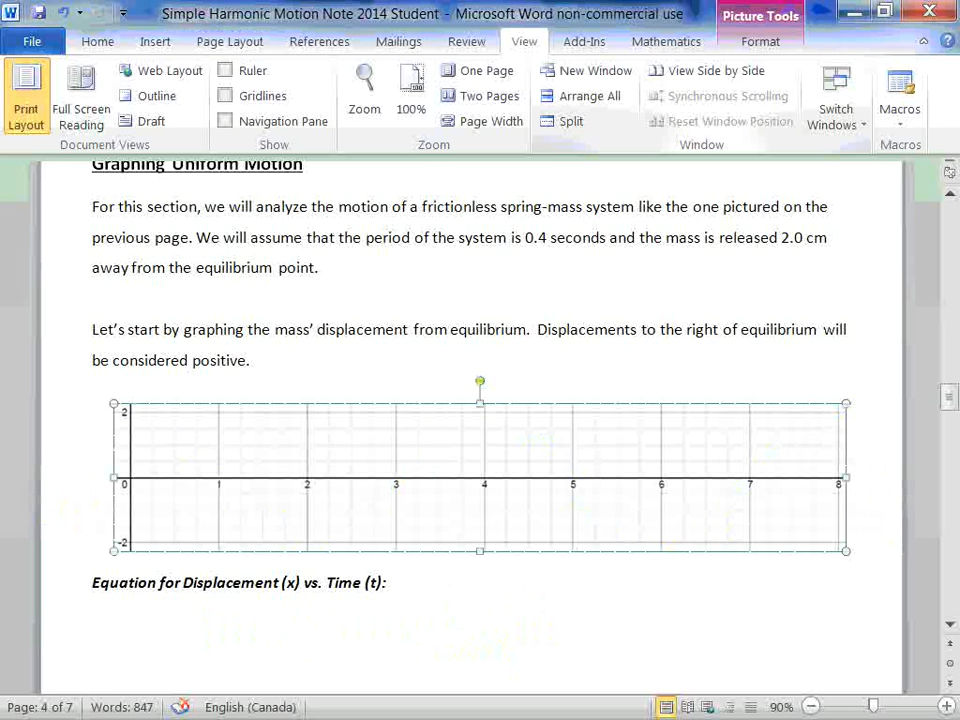 Simple Harmonic Motion Note 2014 Student - Microsoft Word non-commercial use
Picture Tools
File Home Insert Page Layout References Mailings Review View Add-Ins Mathematics Format
Print Layout
Full Screen Reading
Web Layout
Outline
Draft
Document Views
Ruler
Gridlines
Navigation Pane
Show
Zoom
100%
One Page
Two Pages
Page Width
Zoom
New Window
Arrange All
Split
View Side by Side
Synchronous Scrolling
Reset Window Position
Window
Switch Windows
Macros
Macros
Graphing Uniform Motion
For this section, we will analyze the motion of a frictionless spring-mass system like the one pictured on the
previous page. We will assume that the period of the system is 0.4 seconds and the mass is released 2.0 cm
away from the equilibrium point.
Let's start by graphing the mass' displacement from equilibrium. Displacements to the right of equilibrium will
be considered positive.
2
0 1 2 3 4 5 6 7 8
-2
Equation for Displacement (x) vs. Time (t):
Page: 4 of 7 Words: 847 English (Canada) 90%